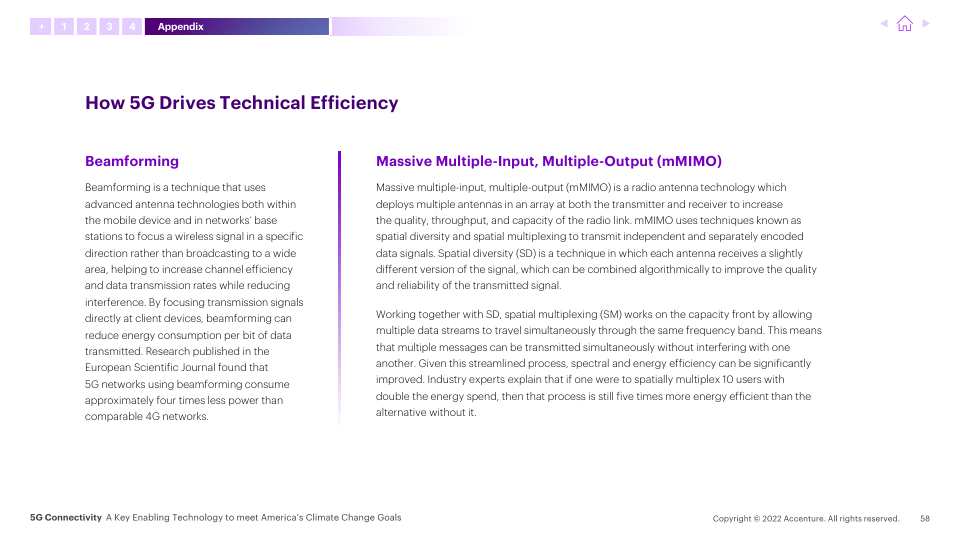 + 1 2 3 4 Appendix
How 5G Drives Technical Efficiency
Beamforming
Beamforming is a technique that uses
advanced antenna technologies both within
the mobile device and in networks' base
stations to focus a wireless signal in a specific
direction rather than broadcasting to a wide
area, helping to increase channel efficiency
and data transmission rates while reducing
interference. By focusing transmission signals
directly at client devices, beamforming can
reduce energy consumption per bit of data
transmitted. Research published in the
European Scientific Journal found that
5G networks using beamforming consume
approximately four times less power than
comparable 4G networks.
Massive Multiple-Input, Multiple-Output (mMIMO)
Massive multiple-input, multiple-output (mMIMO) is a radio antenna technology which
deploys multiple antennas in an array at both the transmitter and receiver to increase
the quality, throughput, and capacity of the radio link. mMIMO uses techniques known as
spatial diversity and spatial multiplexing to transmit independent and separately encoded
data signals. Spatial diversity (SD) is a technique in which each antenna receives a slightly
different version of the signal, which can be combined algorithmically to improve the quality
and reliability of the transmitted signal.
Working together with SD, spatial multiplexing (SM) works on the capacity front by allowing
multiple data streams to travel simultaneously through the same frequency band. This means
that multiple messages can be transmitted simultaneously without interfering with one
another. Given this streamlined process, spectral and energy efficiency can be significantly
improved. Industry experts explain that if one were to spatially multiplex 10 users with
double the energy spend, then that process is still five times more energy efficient than the
alternative without it.
5G Connectivity A Key Enabling Technology to meet America's Climate Change Goals
Copyright © 2022 Accenture. All rights reserved. 58